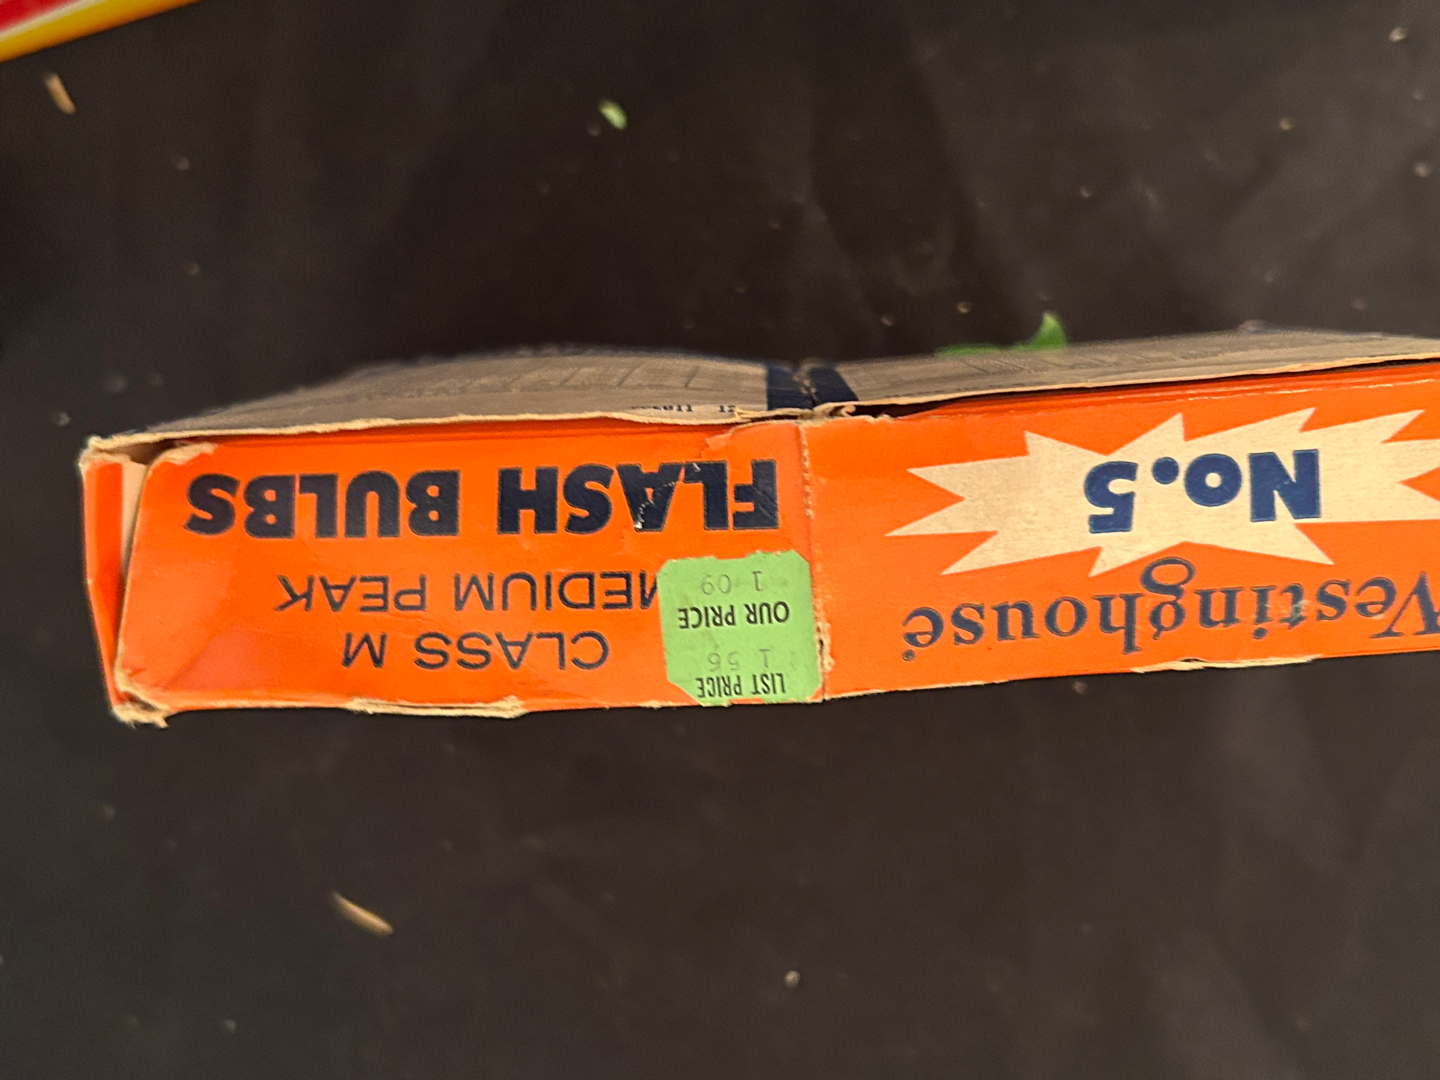 Westinghouse
No.5
CLASS M
MEDIUM PEAK
FLASH BULBS
LIST PRICE
1 56
OUR PRICE
1 09